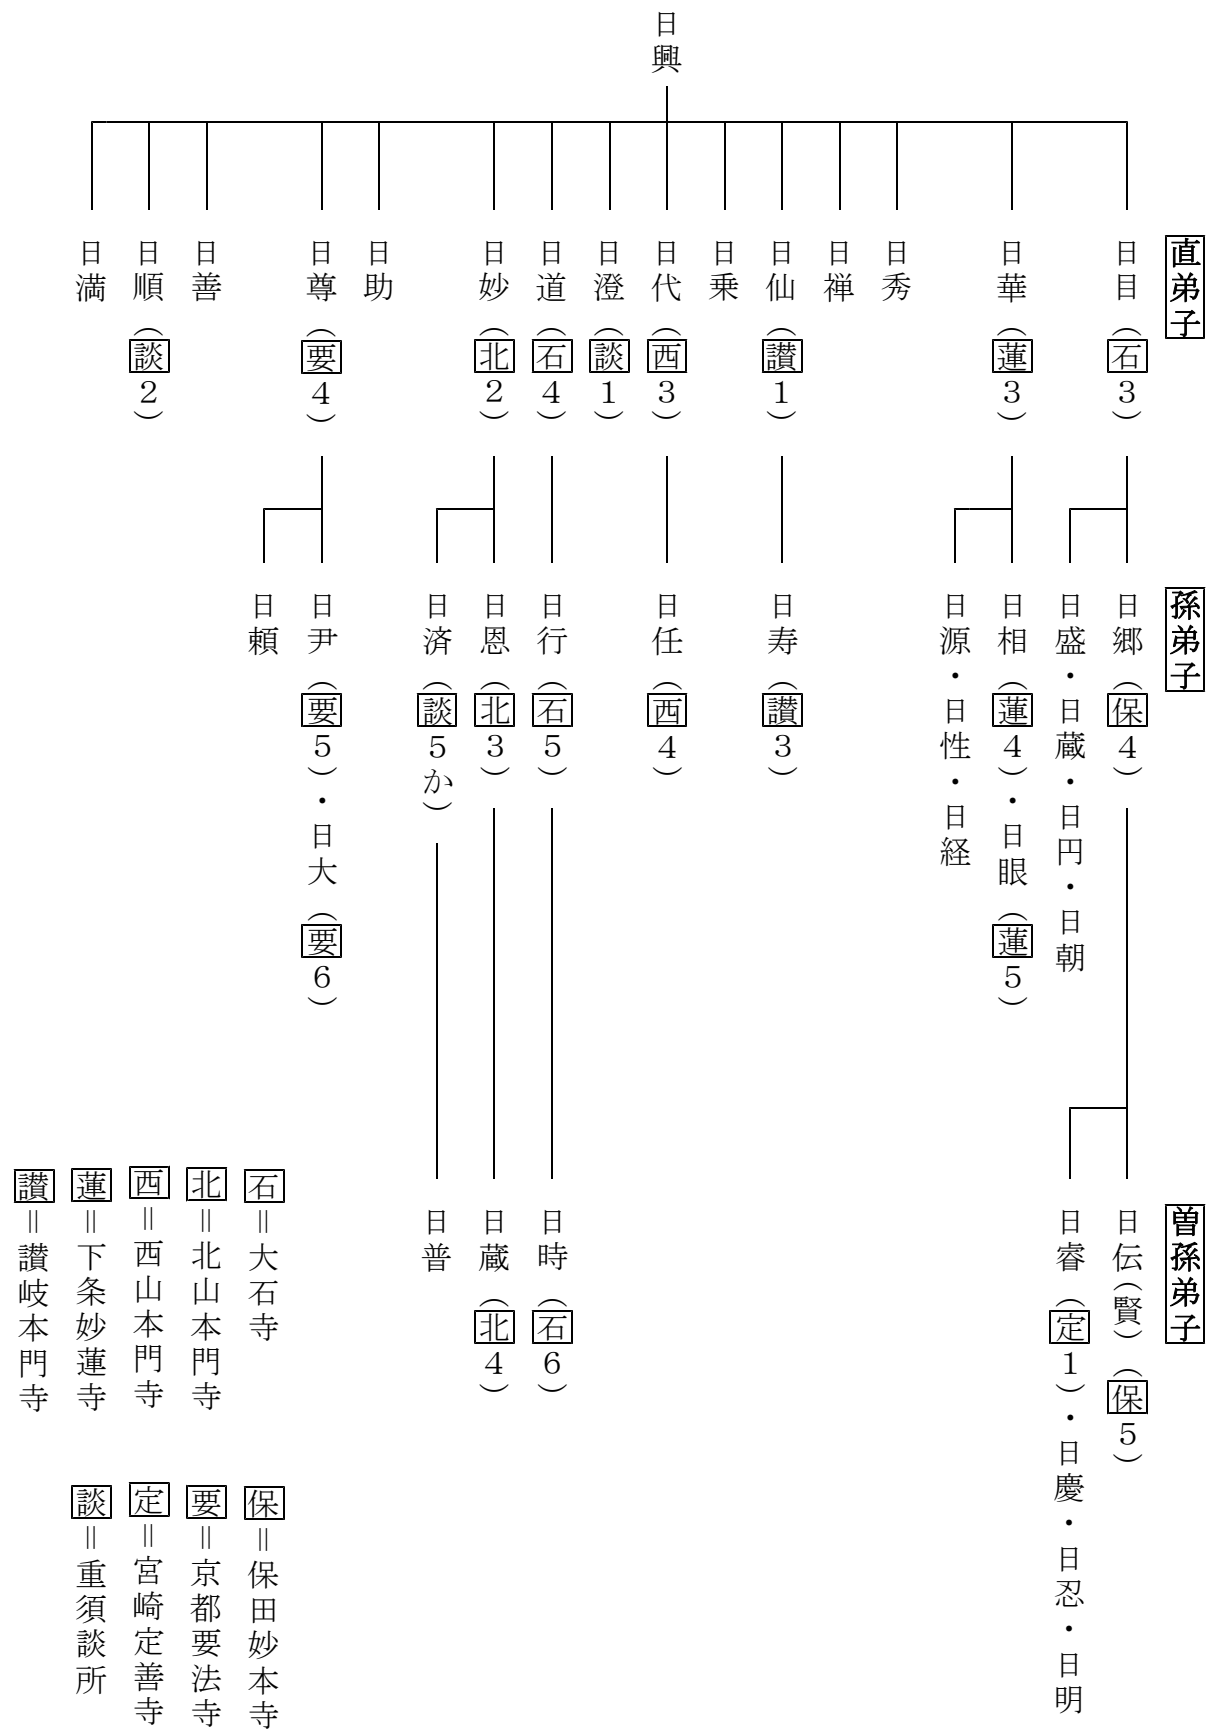 日興
直弟子
日目（石３）
日華（蓮３）
日秀
日禅
日仙（讃１）
日乗
日代（西３）
日澄（談１）
日道（石４）
日妙（北２）
日助
日尊（要４）
日善
日順（談２）
日満
孫弟子
日郷（保４）
日盛・日蔵・日円・日朝
日相（蓮４）・日眼（蓮５）
日源・日性・日経
日寿（讃３）
日任（西４）
日行（石５）
日恩（北３）
日済（談５か）
日尹（要５）・日大（要６）
日頼
曽孫弟子
日伝（賢）（保５）
日睿（定１）・日慶・日忍・日明
日時（石６）
日蔵（北４）
日普
石＝大石寺
北＝北山本門寺
西＝西山本門寺
蓮＝下条妙蓮寺
讃＝讃岐本門寺
保＝保田妙本寺
要＝京都要法寺
定＝宮崎定善寺
談＝重須談所